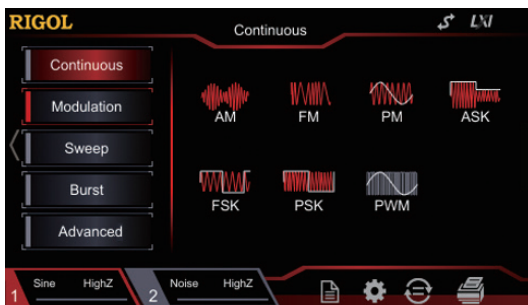 RIGOL
Continuous
LXI
Continuous
Modulation
Sweep
Burst
Advanced
AM FM PM ASK
FSK PSK PWM
1 Sine HighZ 2 Noise HighZ